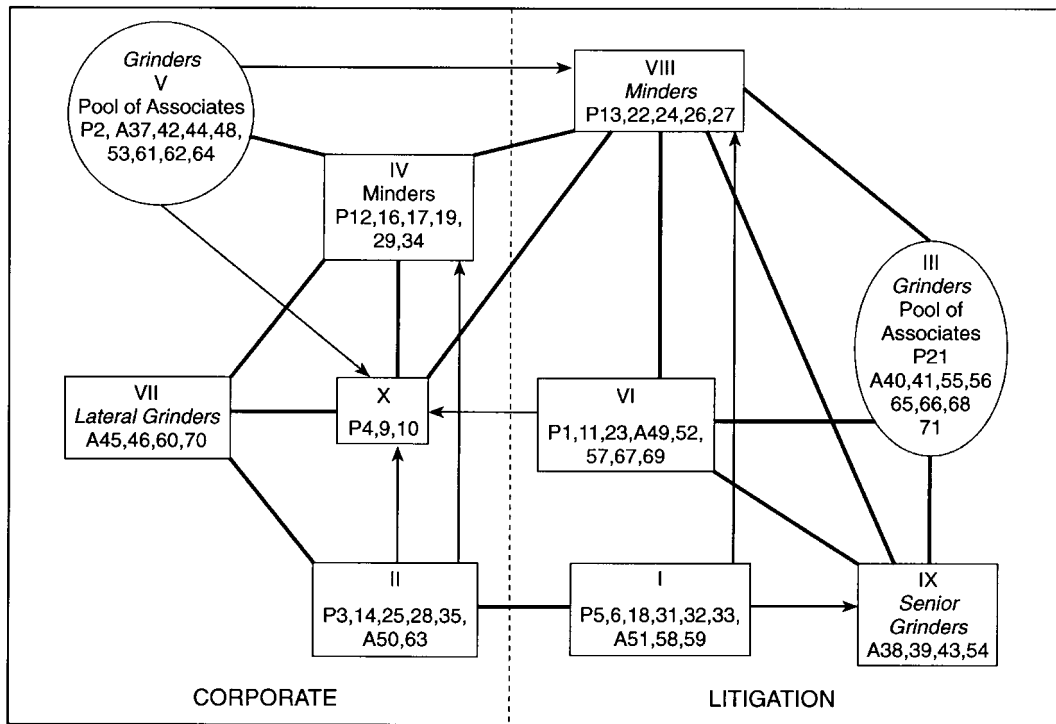 Grinders
V
Pool of Associates
P2, A37,42,44,48,
53,61,62,64
VIII
Minders
P13,22,24,26,27
IV
Minders
P12,16,17,19,
29,34
III
Grinders
Pool of
Associates
P21
A40,41,55,56
65,66,68
71
VII
Lateral Grinders
A45,46,60,70
X
P4,9,10
VI
P1,11,23,A49,52,
57,67,69
II
P3,14,25,28,35,
A50,63
I
P5,6,18,31,32,33,
A51,58,59
IX
Senior
Grinders
A38,39,43,54
CORPORATE
LITIGATION